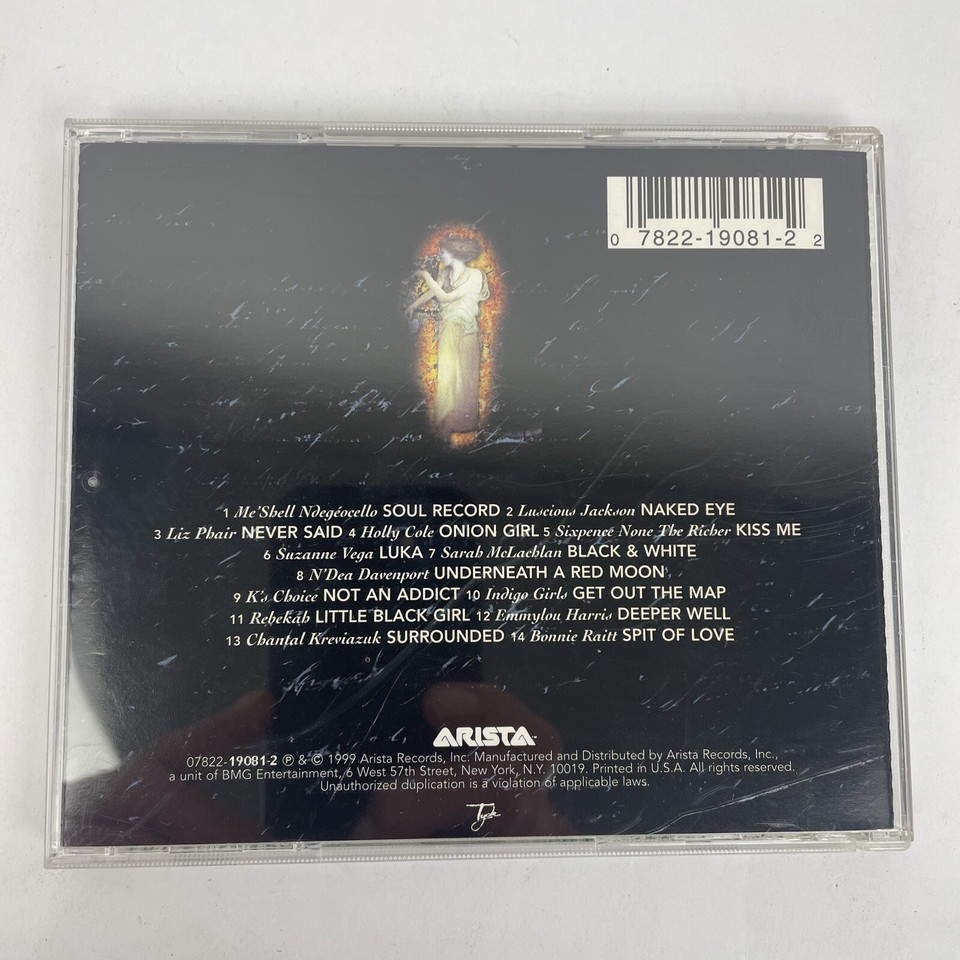 0 7822-19081-2 2
1 Me'Shell Ndegéocello SOUL RECORD 2 Luscious Jackson NAKED EYE
3 Liz Phair NEVER SAID 4 Holly Cole ONION GIRL 5 Sixpence None The Richer KISS ME
6 Suzanne Vega LUKA 7 Sarah McLachlan BLACK & WHITE
8 N'Dea Davenport UNDERNEATH A RED MOON
9 K's Choice NOT AN ADDICT 10 Indigo Girls GET OUT THE MAP
11 Rebekah LITTLE BLACK GIRL 12 Emmylou Harris DEEPER WELL
13 Chantal Kreviazuk SURROUNDED 14 Bonnie Raitt SPIT OF LOVE
ARISTA™
07822-19081-2 ℗ & © 1999 Arista Records, Inc. Manufactured and Distributed by Arista Records, Inc.,
a unit of BMG Entertainment, 6 West 57th Street, New York, N.Y. 10019. Printed in U.S.A. All rights reserved.
Unauthorized duplication is a violation of applicable laws.
Tyde